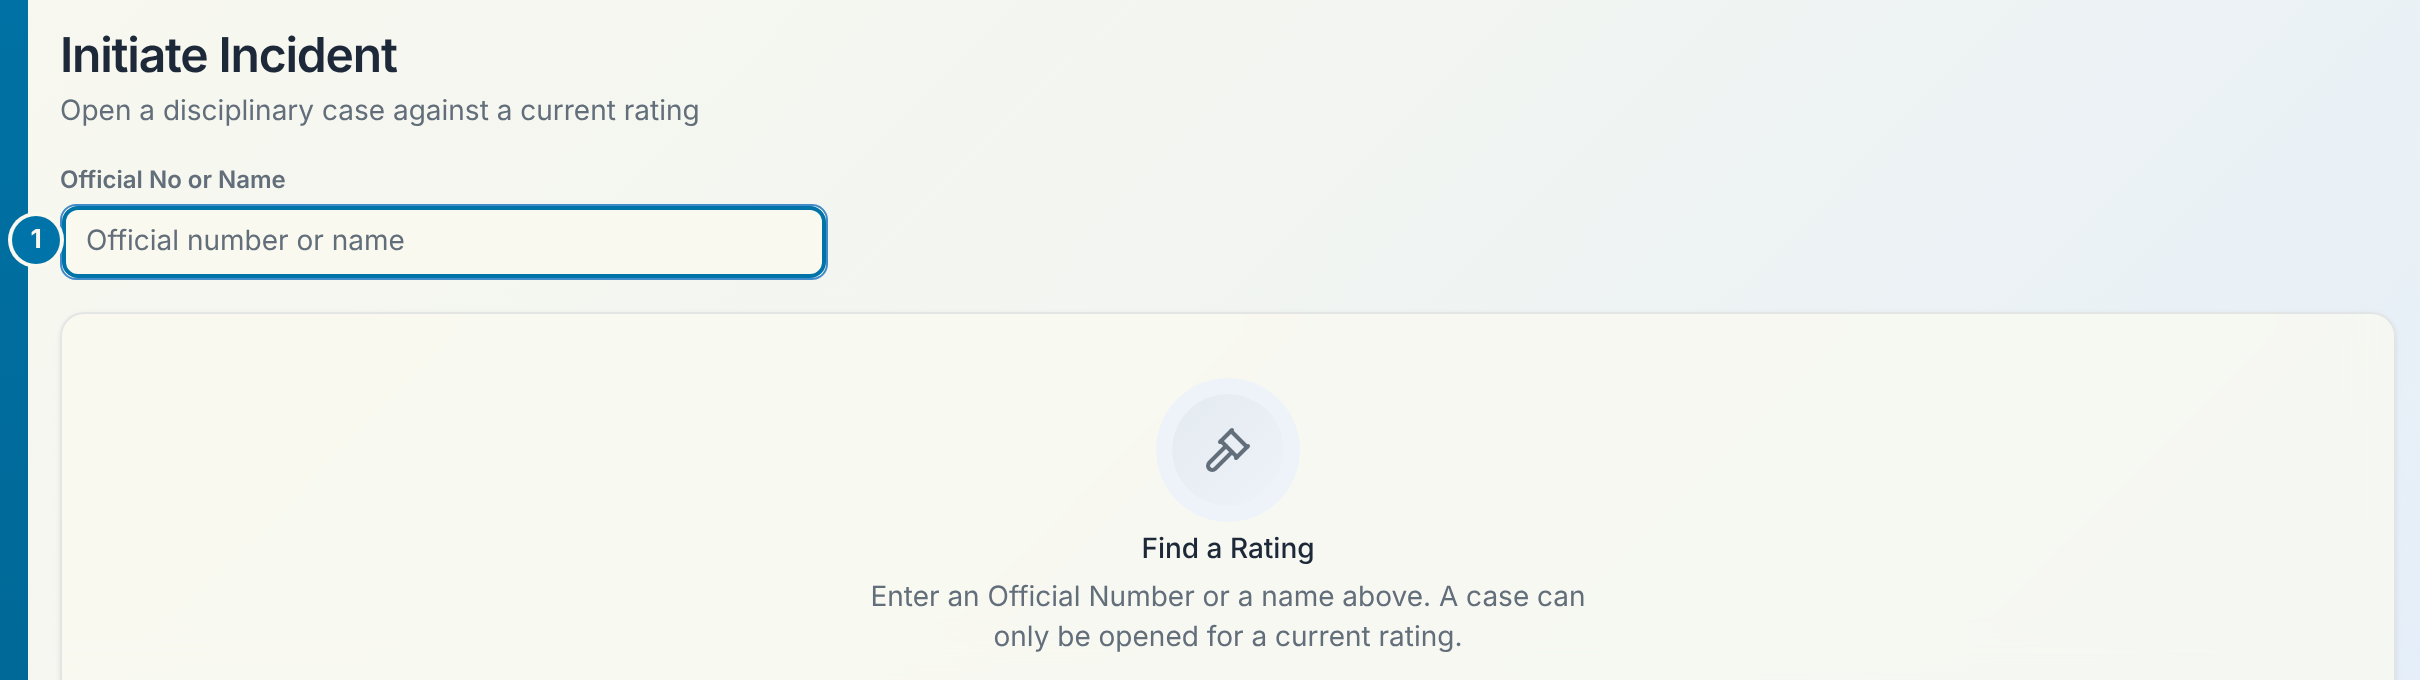 Initiate Incident
Open a disciplinary case against a current rating
Official No or Name
1
Official number or name
Find a Rating
Enter an Official Number or a name above. A case can
only be opened for a current rating.